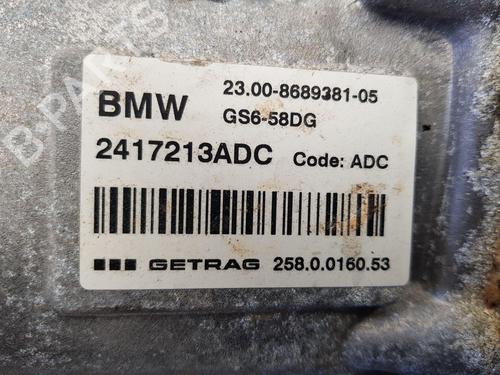 BMW
23.00-8689381-05
GS6-58DG
2417213ADC Code: ADC
GETRAG 258.0.0160.53
B-PARTS